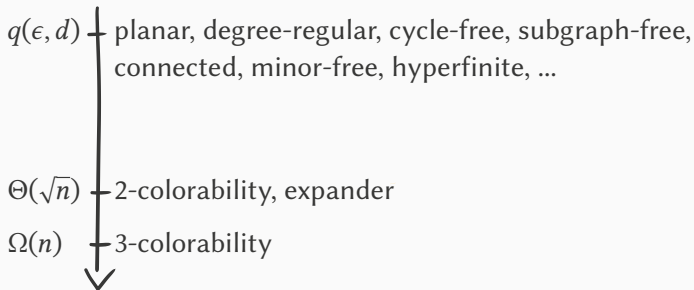 q(ϵ, d) planar, degree-regular, cycle-free, subgraph-free,
connected, minor-free, hyperfinite, ...
Θ(√n) 2-colorability, expander
Ω(n) 3-colorability